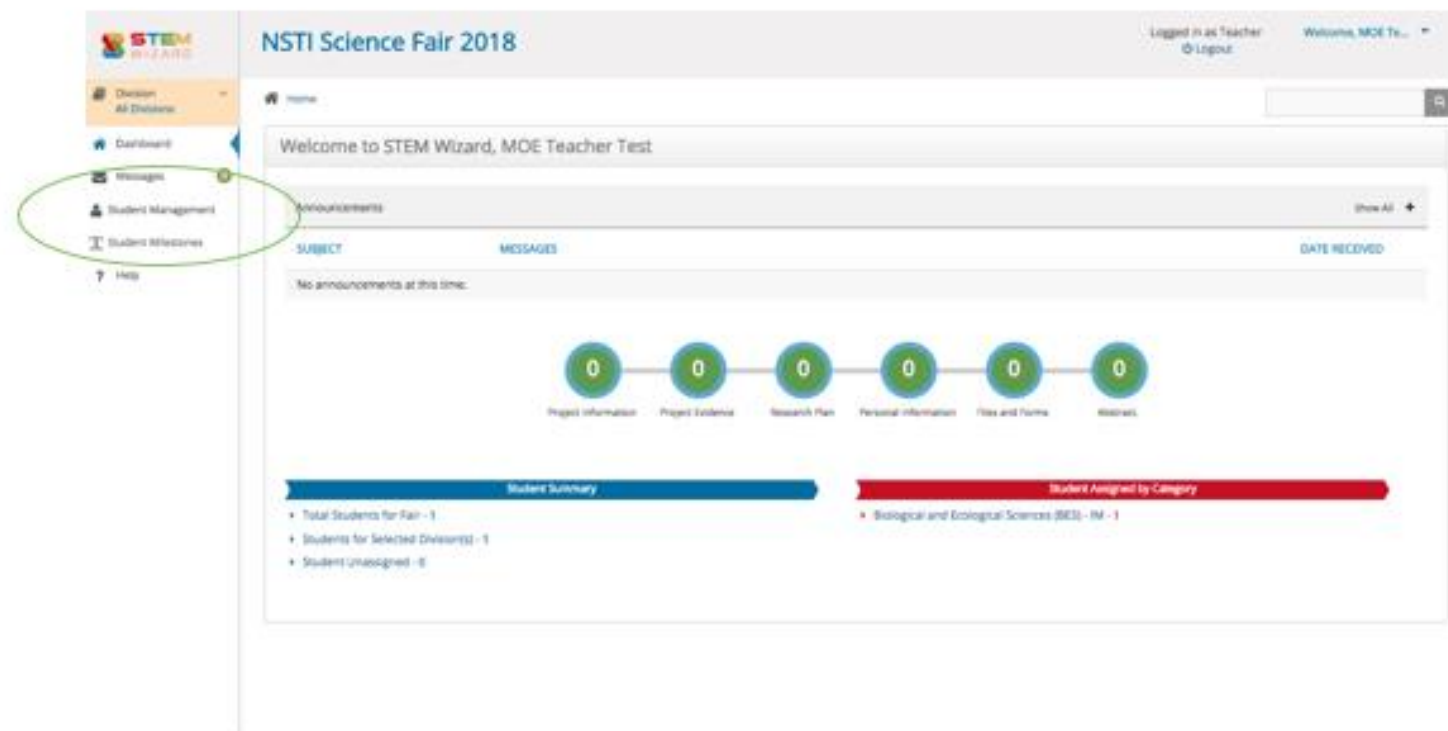 STEM
WIZARD
NSTI Science Fair 2018
Logged in as Teacher
Logout
Welcome, MOE Te...
Division
All Divisions
Home
Dashboard
Welcome to STEM Wizard, MOE Teacher Test
Messages
Student Management
Announcements
Show All +
Student Milestones
SUBJECT MESSAGES DATE RECEIVED
? Help
No announcements at this time.
0 0 0 0 0 0
Project Information Project Evidence Research Plan Personal Information Files and Forms Abstract
Student Summary
Student Assigned by Category
Total Students for Fair - 1
Biological and Ecological Sciences (BES) - IM - 1
Students for Selected Division(s) - 1
Student Unassigned - 0